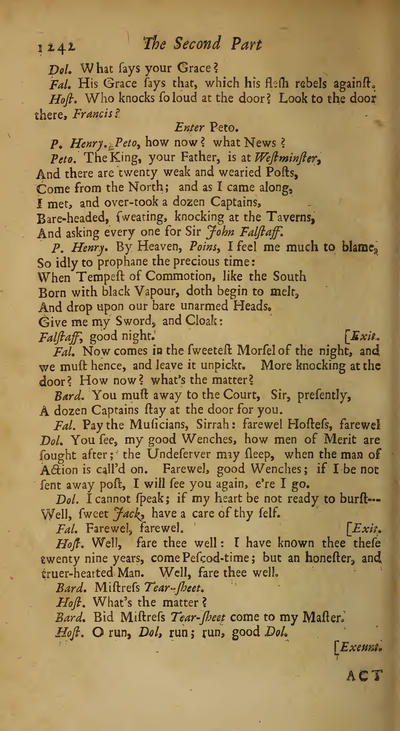 1242 The Second Part
Dol. What ſays your Grace?
Fal. His Grace ſays that, which his fleſh rebels againſt.
Hoſt. Who knocks ſo loud at the door? Look to the door
there, Francis?
Enter Peto.
P. Henry. Peto, how now? what News?
Peto. The King, your Father, is at Weſtminſter,
And there are twenty weak and wearied Poſts,
Come from the North; and as I came along,
I met, and over-took a dozen Captains,
Bare-headed, ſweating, knocking at the Taverns,
And asking every one for Sir John Falſtaff.
P. Henry. By Heaven, Poins, I feel me much to blame,
So idly to prophane the precious time:
When Tempeſt of Commotion, like the South
Born with black Vapour, doth begin to melt,
And drop upon our bare unarmed Heads.
Give me my Sword, and Cloak:
Falſtaff, good night. [Exit.
Fal. Now comes in the ſweeteſt Morſel of the night, and
we muſt hence, and leave it unpickt. More knocking at the
door? How now? what's the matter?
Bard. You muſt away to the Court, Sir, preſently,
A dozen Captains ſtay at the door for you.
Fal. Pay the Muſicians, Sirrah: farewel Hoſteſs, farewel
Dol. You ſee, my good Wenches, how men of Merit are
ſought after; the Undeſerver may ſleep, when the man of
Action is call'd on. Farewel, good Wenches; if I be not
ſent away poſt, I will ſee you again, e're I go.
Dol. I cannot ſpeak; if my heart be not ready to burſt---
Well, ſweet Jack, have a care of thy ſelf.
Fal. Farewel, farewel. [Exit.
Hoſt. Well, fare thee well: I have known thee theſe
twenty nine years, come Peſcod-time; but an honeſter, and
truer-hearted Man. Well, fare thee well.
Bard. Miſtreſs Tear-ſheet.
Hoſt. What's the matter?
Bard. Bid Miſtreſs Tear-ſheet come to my Maſter.
Hoſt. O run, Dol, run; run, good Dol.
[Exeunt.
ACT